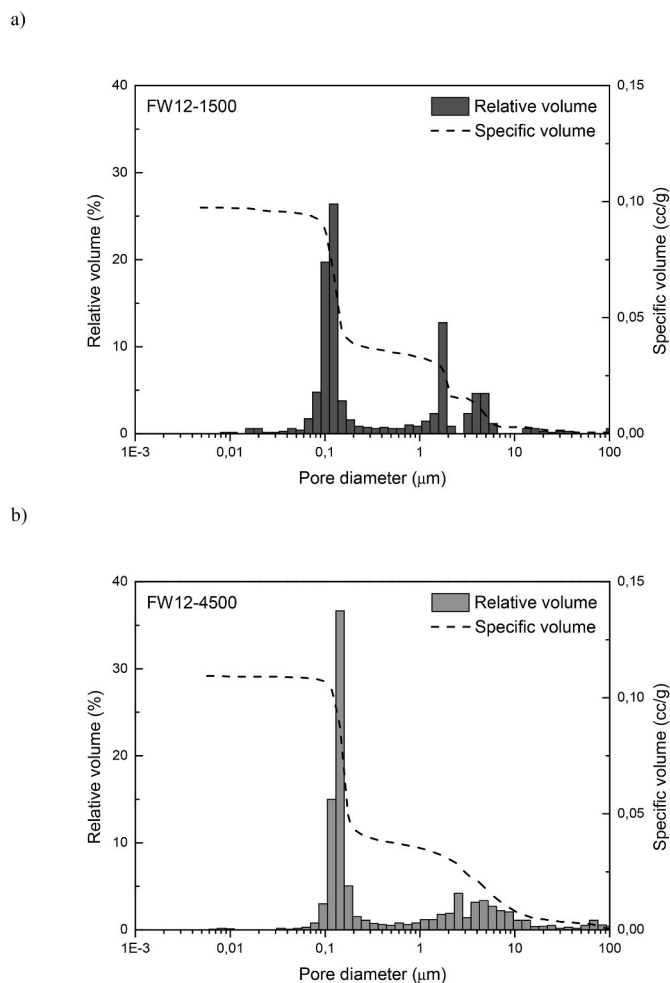 a)
40
0,15
FW12-1500
Relative volume
Specific volume
30
0,10
20
0,05
10
0
0,00
1E-3
0,01
0,1
1
10
100
Relative volume (%)
Specific volume (cc/g)
Pore diameter (μm)
b)
40
0,15
FW12-4500
Relative volume
Specific volume
30
0,10
20
0,05
10
0
0,00
1E-3
0,01
0,1
1
10
100
Relative volume (%)
Specific volume (cc/g)
Pore diameter (μm)